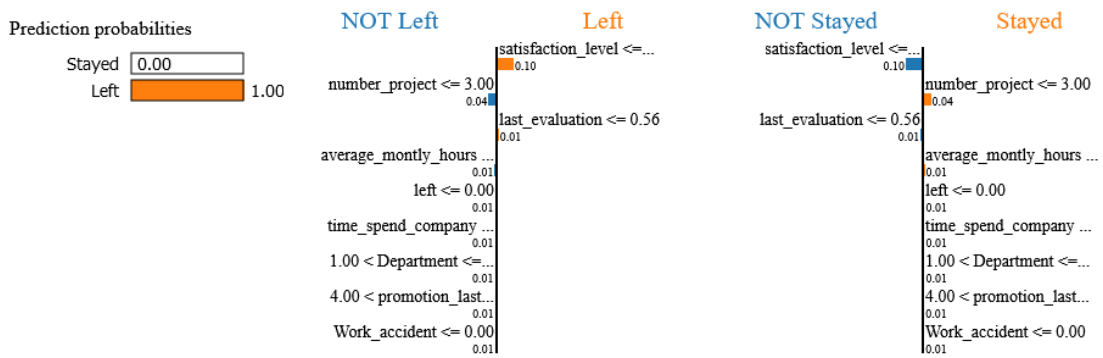 Prediction probabilities
Stayed 0.00
Left 1.00
NOT Left Left
satisfaction_level <=...
0.10
number_project <= 3.00
0.04
last_evaluation <= 0.56
0.01
average_montly_hours ...
0.01
left <= 0.00
0.01
time_spend_company ...
0.01
1.00 < Department <=...
0.01
4.00 < promotion_last...
0.01
Work_accident <= 0.00
0.01
NOT Stayed Stayed
satisfaction_level <=...
0.10
number_project <= 3.00
0.04
last_evaluation <= 0.56
0.01
average_montly_hours ...
0.01
left <= 0.00
0.01
time_spend_company ...
0.01
1.00 < Department <=...
0.01
4.00 < promotion_last...
0.01
Work_accident <= 0.00
0.01